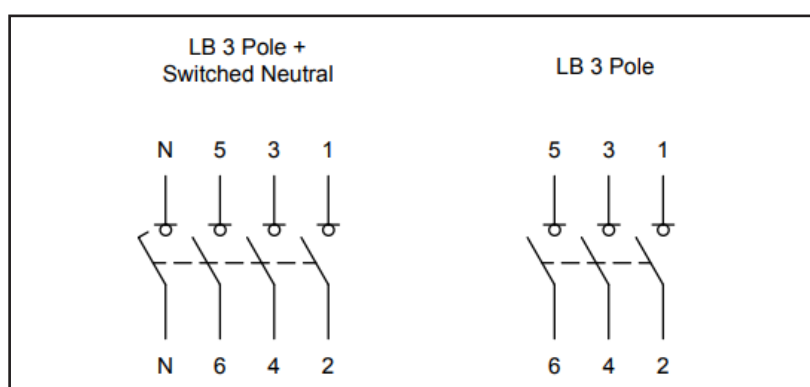 LB 3 Pole +
Switched Neutral
LB 3 Pole
N 5 3 1
5 3 1
N 6 4 2
6 4 2